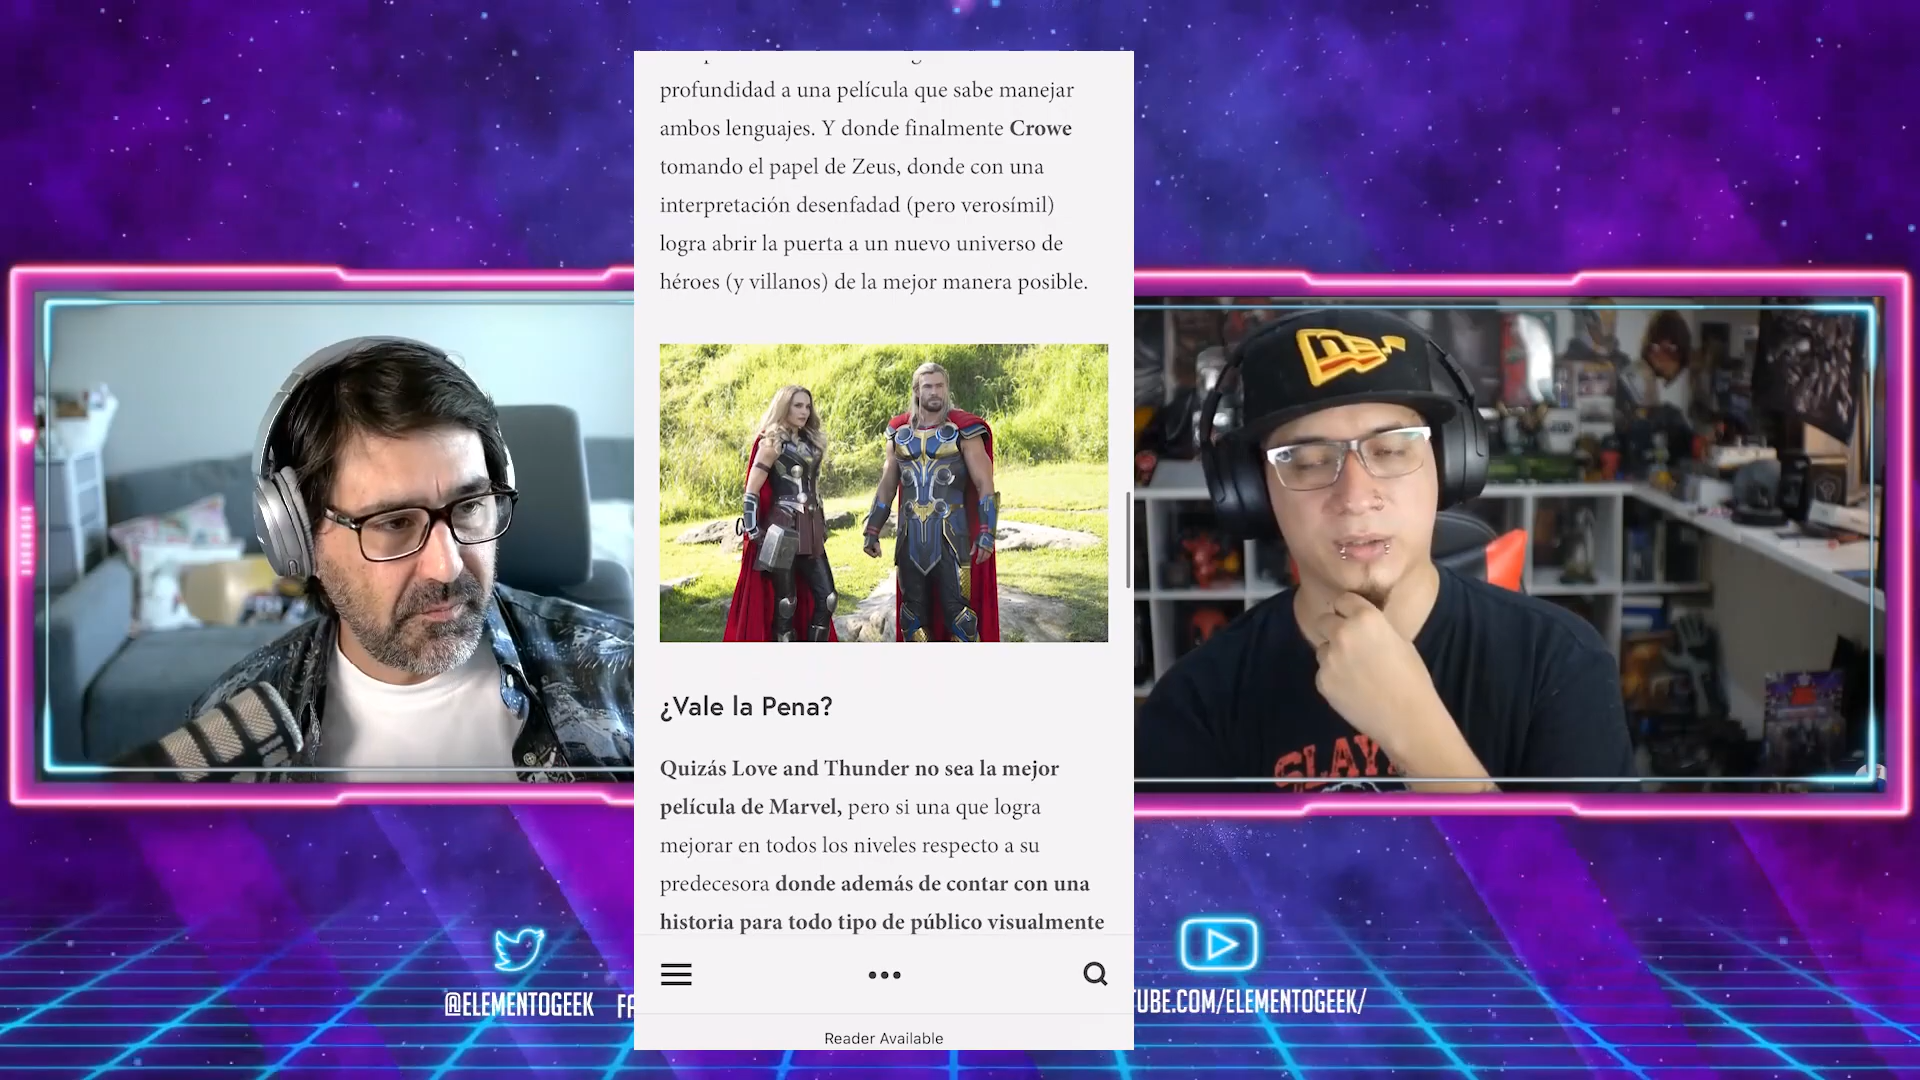 profundidad a una película que sabe manejar
ambos lenguajes. Y donde finalmente Crowe
tomando el papel de Zeus, donde con una
interpretación desenfadad (pero verosímil)
logra abrir la puerta a un nuevo universo de
héroes (y villanos) de la mejor manera posible.
¿Vale la Pena?
Quizás Love and Thunder no sea la mejor
película de Marvel, pero si una que logra
mejorar en todos los niveles respecto a su
predecesora donde además de contar con una
historia para todo tipo de público visualmente
Reader Available
@ELEMENTOGEEK
TUBE.COM/ELEMENTOGEEK/